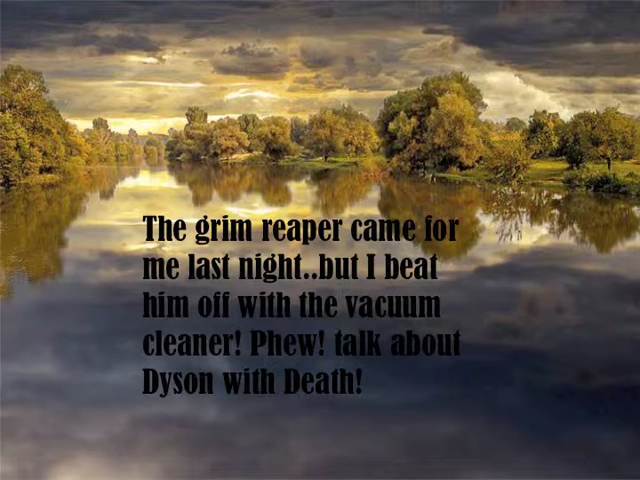 The grim reaper came for
me last night..but I beat
him off with the vacuum
cleaner! Phew! talk about
Dyson with Death!